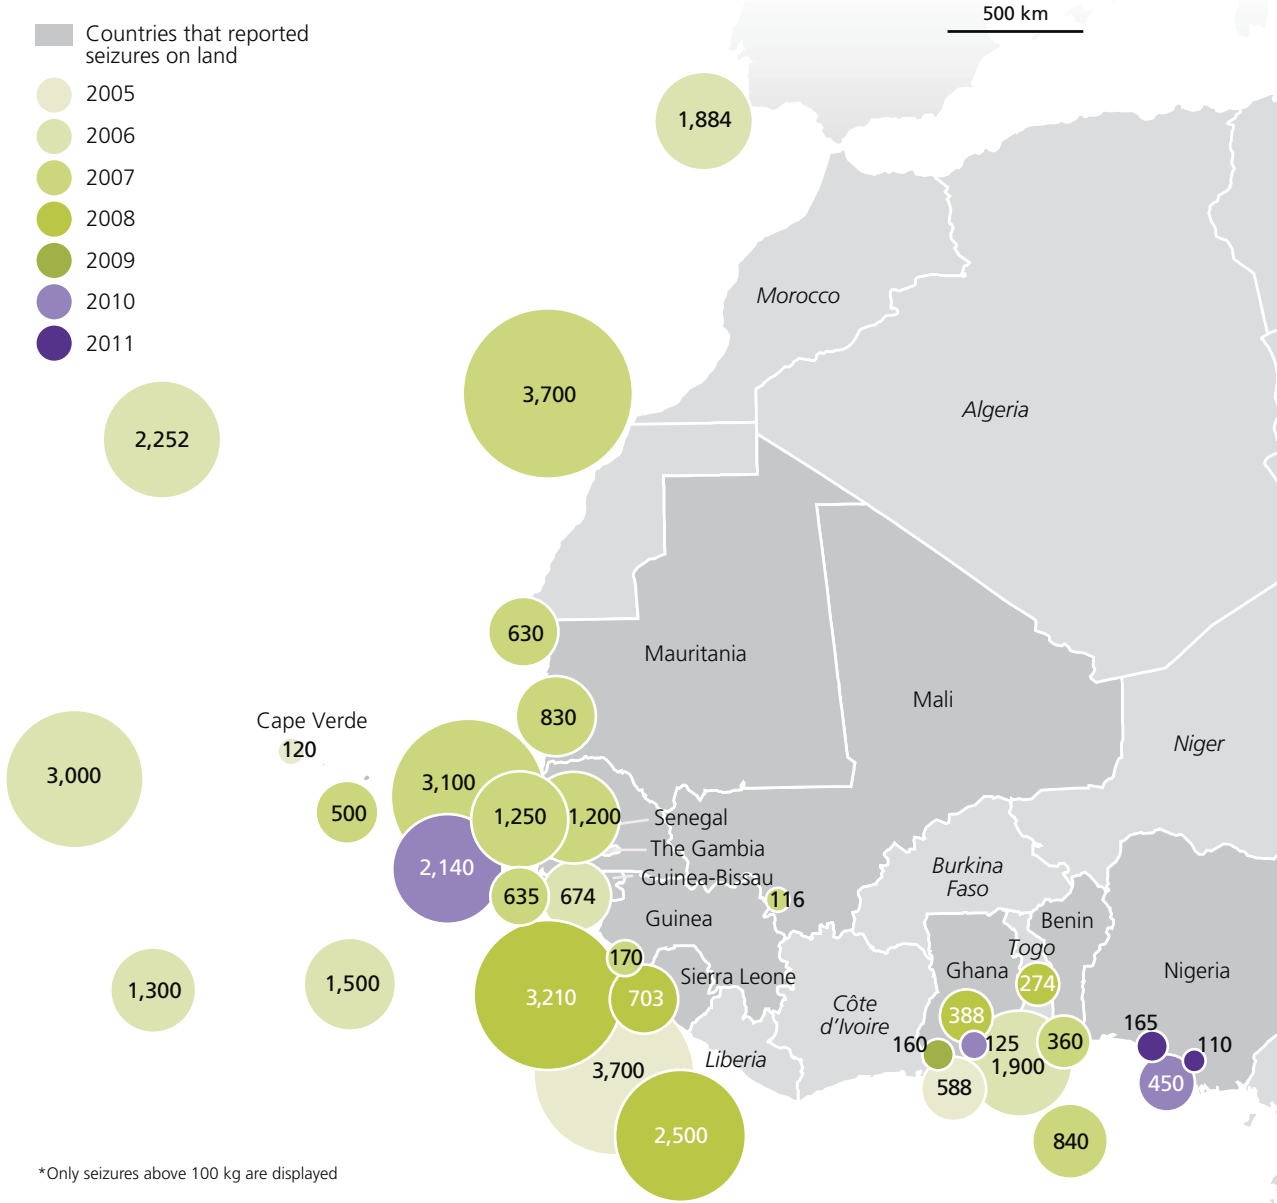 500 km
Countries that reported
seizures on land
2005
2006
2007
2008
2009
2010
2011
1,884
Morocco
3,700
Algeria
2,252
630
Mauritania
Mali
830
Cape Verde
120
Niger
3,000
3,100
500
1,250
1,200
Senegal
The Gambia
2,140
Guinea-Bissau
Burkina
Faso
635
674
116
Guinea
Benin
Togo
170
Sierra Leone
Ghana
Nigeria
1,300
1,500
3,210
703
274
Côte
d’Ivoire
388
165
160
125
360
110
Liberia
3,700
1,900
588
450
2,500
840
*Only seizures above 100 kg are displayed